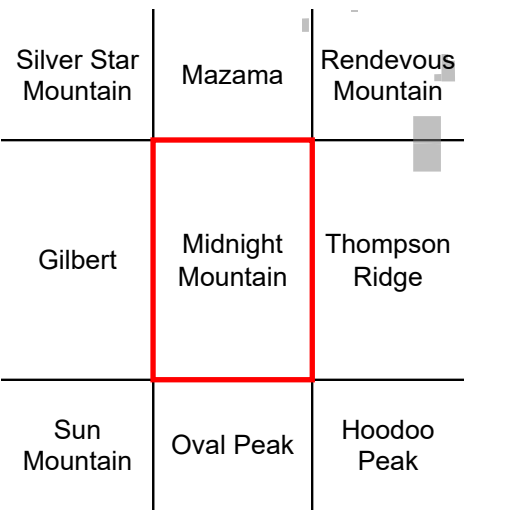 Silver Star
Mountain
Mazama
Rendevous
Mountain
Gilbert
Midnight
Mountain
Thompson
Ridge
Sun
Mountain
Oval Peak
Hoodoo
Peak